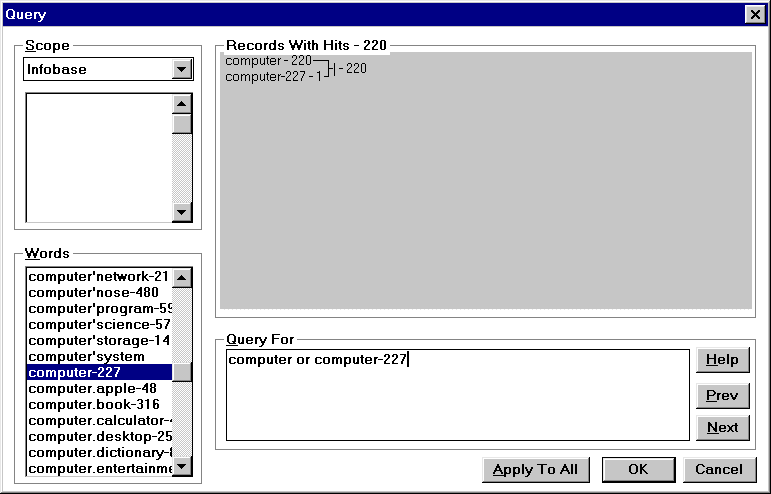 Query
Scope
Infobase
Records With Hits - 220
computer - 220
- 220
computer-227 - 1
Words
computer'network-21
computer'nose-480
computer'program-59
computer'science-57
computer'storage-14
computer'system
computer-227
computer.apple-48
computer.book-316
computer.calculator-
computer.desktop-25
computer.dictionary-
computer.entertainme
Query For
computer or computer-227
Help
Prev
Next
Apply To All
OK
Cancel